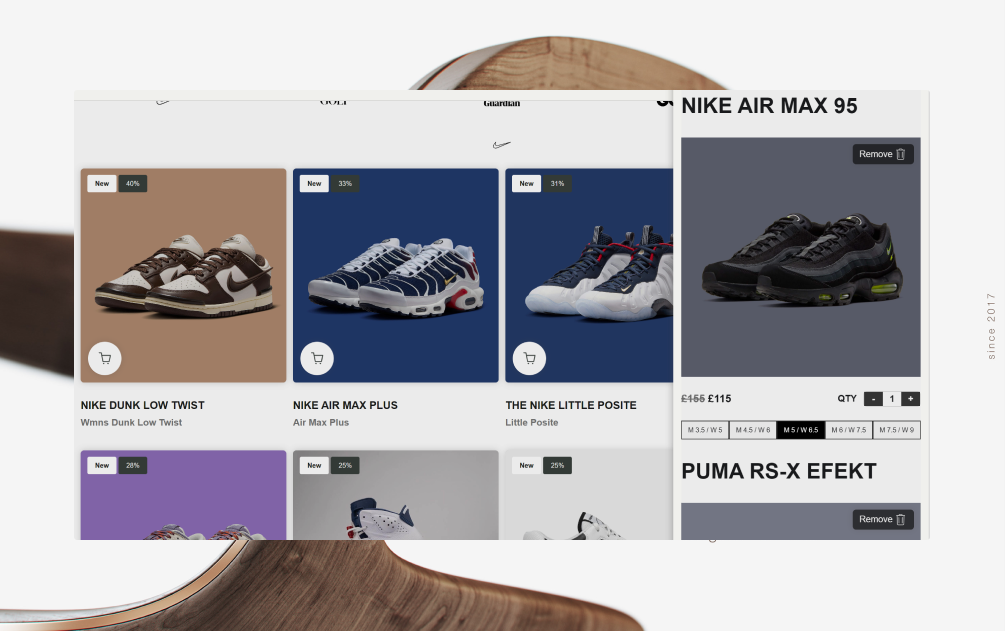 Guardian
New 40%
New 33%
New 31%
NIKE DUNK LOW TWIST
Wmns Dunk Low Twist
NIKE AIR MAX PLUS
Air Max Plus
THE NIKE LITTLE POSITE
Little Posite
New 28%
New 25%
New 25%
NIKE AIR MAX 95
Remove
£155 £115
QTY - 1 +
M 3.5 / W 5 M 4.5 / W 6 M 5 / W 6.5 M 6 / W 7.5 M 7.5 / W 9
PUMA RS-X EFEKT
Remove
since 2017